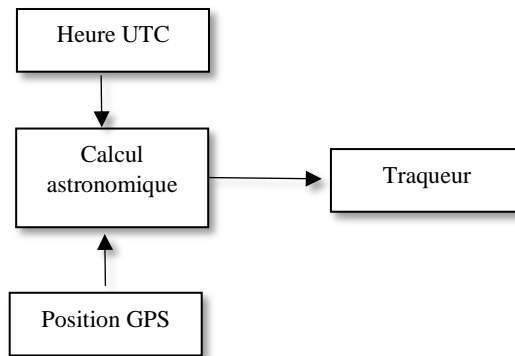 Heure UTC
Calcul
astronomique
Traqueur
Position GPS